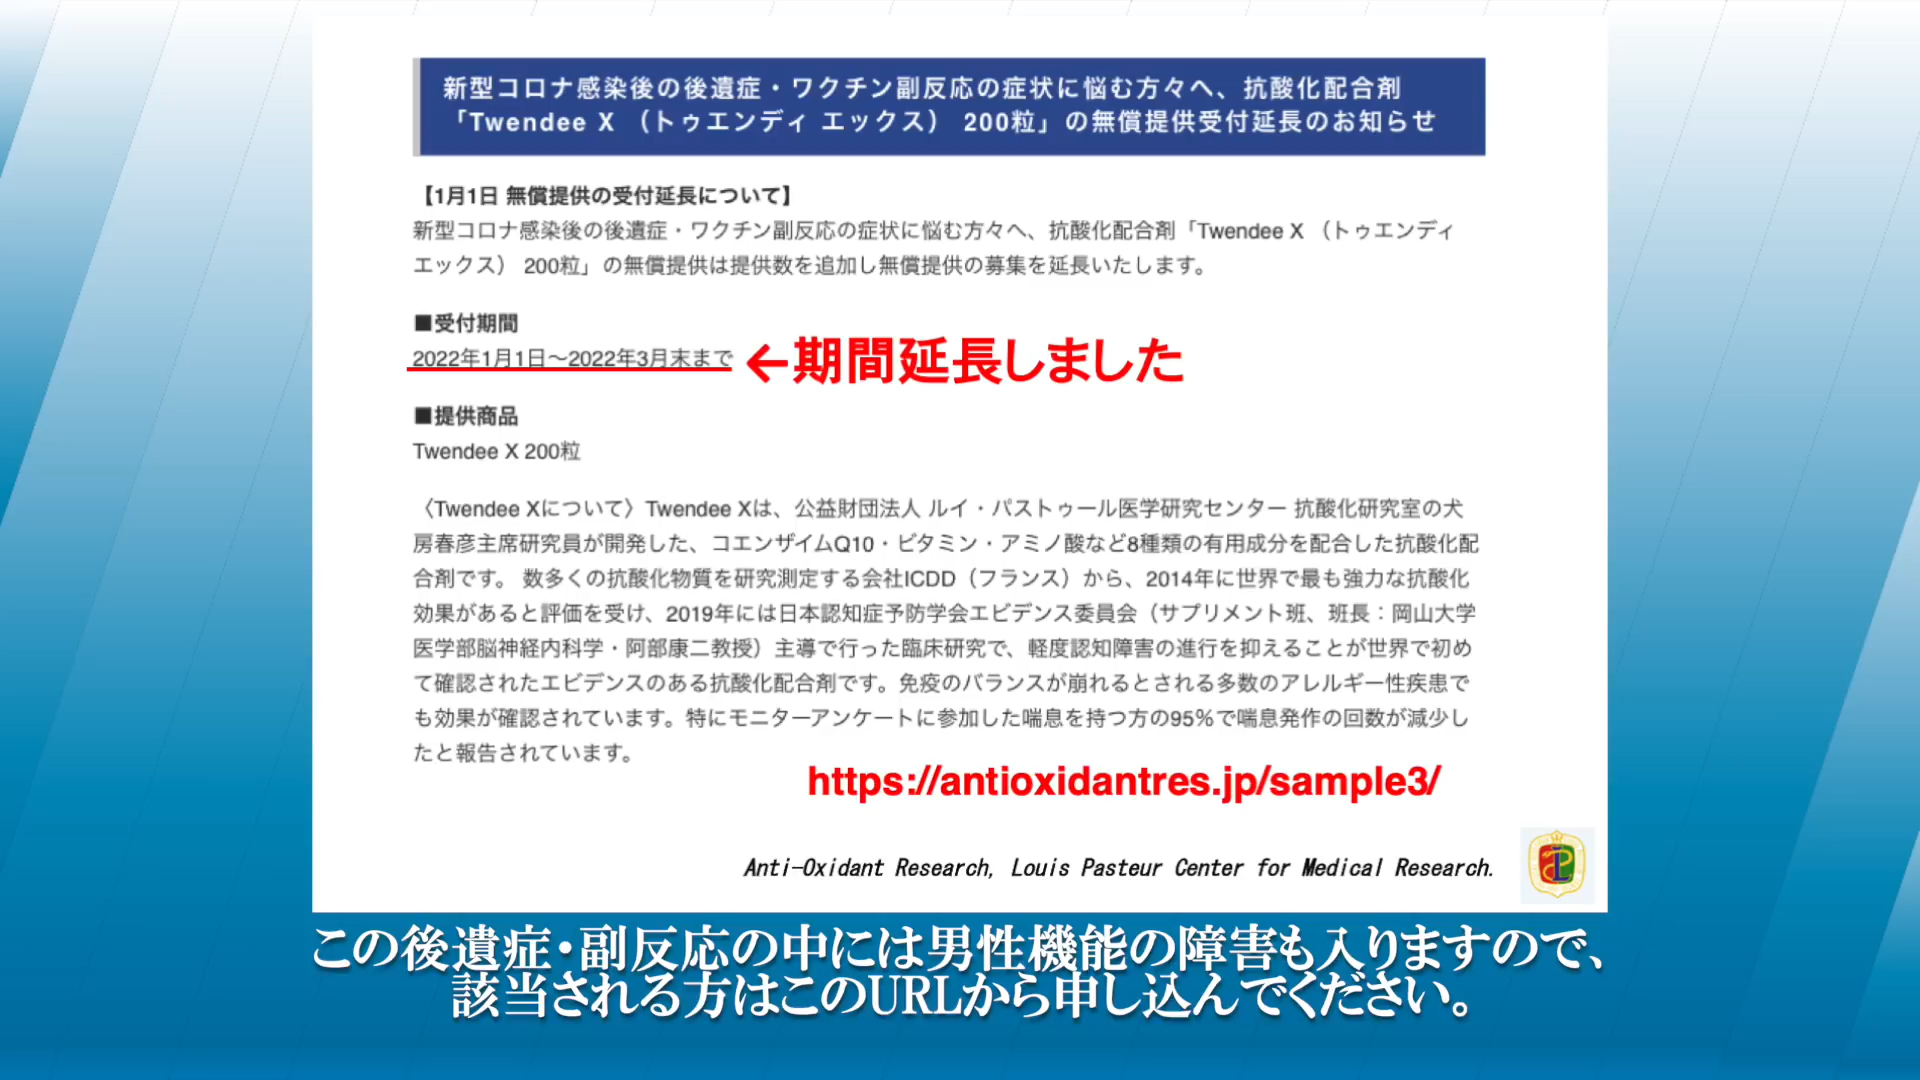 新型コロナ感染後の後遺症・ワクチン副反応の症状に悩む方々へ、抗酸化配合剤
「Twendee X （トゥエンディ エックス） 200粒」の無償提供受付延長のお知らせ
【1月1日 無償提供の受付延長について】
新型コロナ感染後の後遺症・ワクチン副反応の症状に悩む方々へ、抗酸化配合剤「Twendee X （トゥエンディ
エックス） 200粒」の無償提供は提供数を追加し無償提供の募集を延長いたします。
■受付期間
2022年1月1日～2022年3月末まで ←期間延長しました
■提供商品
Twendee X 200粒
〈Twendee Xについて〉Twendee Xは、公益財団法人 ルイ・パストゥール医学研究センター 抗酸化研究室の犬
房春彦主席研究員が開発した、コエンザイムQ10・ビタミン・アミノ酸など8種類の有用成分を配合した抗酸化配
合剤です。 数多くの抗酸化物質を研究測定する会社ICDD（フランス）から、2014年に世界で最も強力な抗酸化
効果があると評価を受け、2019年には日本認知症予防学会エビデンス委員会（サプリメント班、班長：岡山大学
医学部脳神経内科学・阿部康二教授）主導で行った臨床研究で、軽度認知障害の進行を抑えることが世界で初め
て確認されたエビデンスのある抗酸化配合剤です。免疫のバランスが崩れるとされる多数のアレルギー性疾患で
も効果が確認されています。特にモニターアンケートに参加した喘息を持つ方の95％で喘息発作の回数が減少し
たと報告されています。
https://antioxidantres.jp/sample3/
Anti-Oxidant Research, Louis Pasteur Center for Medical Research.
この後遺症・副反応の中には男性機能の障害も入りますので、
該当される方はこのURLから申し込んでください。